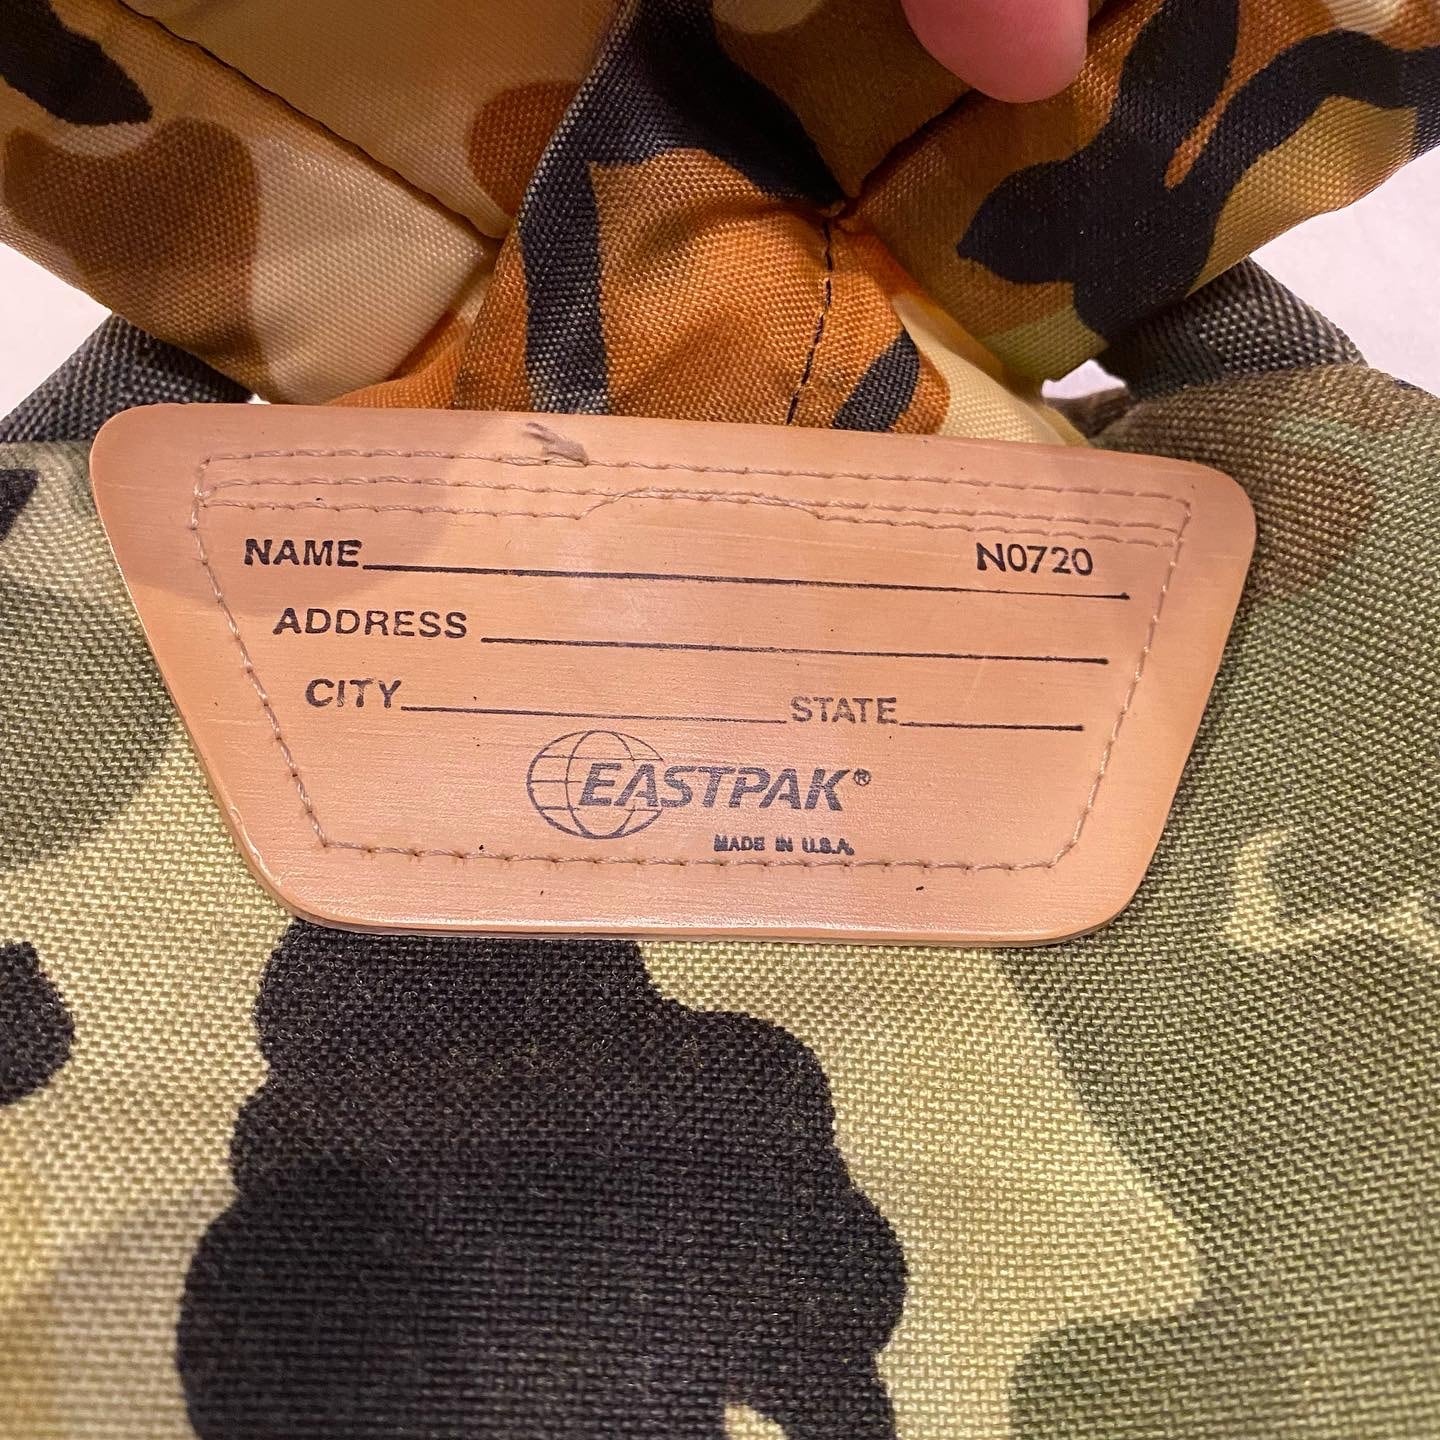 NAME N0720
ADDRESS
CITY STATE
EASTPAK®
MADE IN U.S.A.